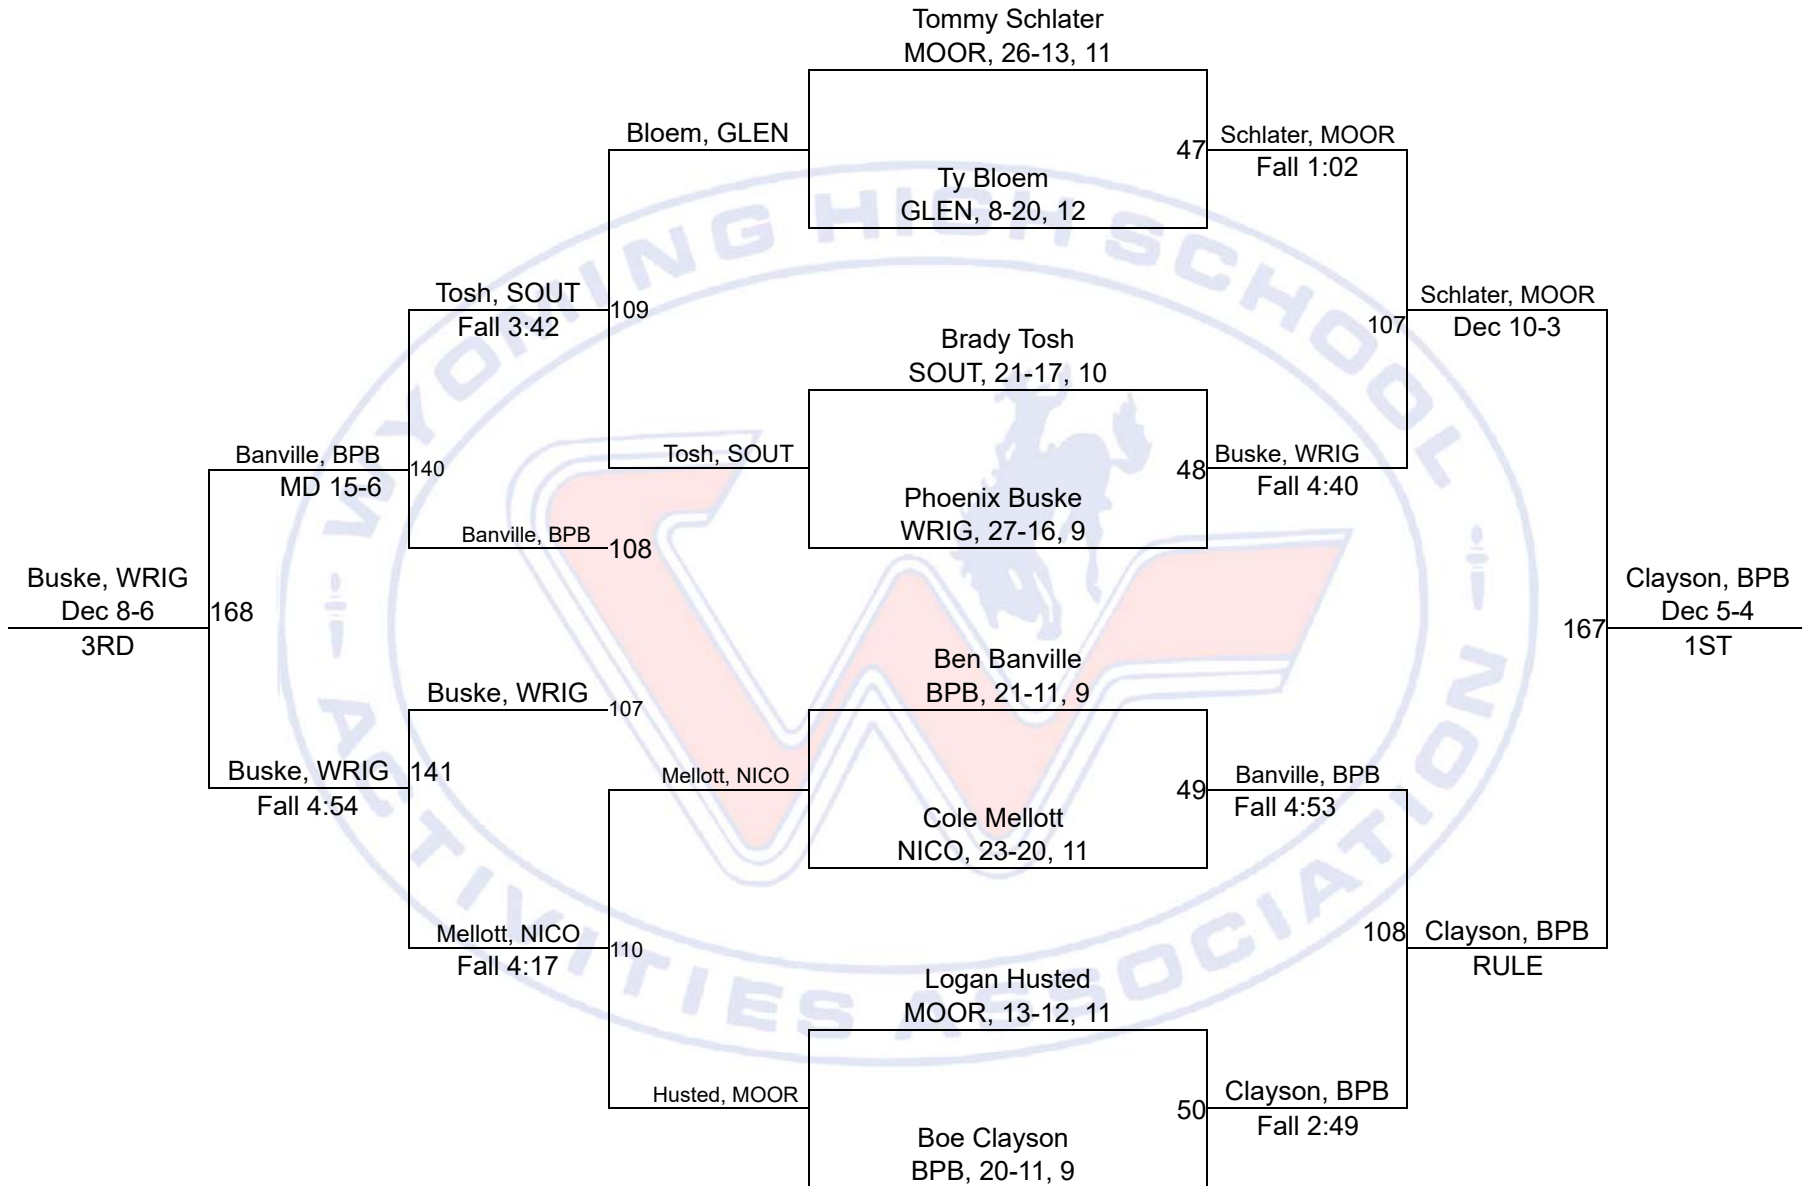 Tommy Schlater
MOOR, 26-13, 11
Bloem, GLEN
47
Schlater, MOOR
Fall 1:02
Ty Bloem
GLEN, 8-20, 12
Tosh, SOUT
Fall 3:42
109
Schlater, MOOR
Dec 10-3
107
Brady Tosh
SOUT, 21-17, 10
Banville, BPB
MD 15-6
140
Tosh, SOUT
48
Buske, WRIG
Fall 4:40
Phoenix Buske
WRIG, 27-16, 9
Banville, BPB
108
Buske, WRIG
Dec 8-6
3RD
168
Clayson, BPB
Dec 5-4
1ST
167
Ben Banville
BPB, 21-11, 9
Buske, WRIG
107
Buske, WRIG
Fall 4:54
141
Mellott, NICO
49
Banville, BPB
Fall 4:53
Cole Mellott
NICO, 23-20, 11
Mellott, NICO
Fall 4:17
110
108
Clayson, BPB
RULE
Logan Husted
MOOR, 13-12, 11
Husted, MOOR
50
Clayson, BPB
Fall 2:49
Boe Clayson
BPB, 20-11, 9
WYOMING HIGH SCHOOL
ACTIVITIES ASSOCIATION